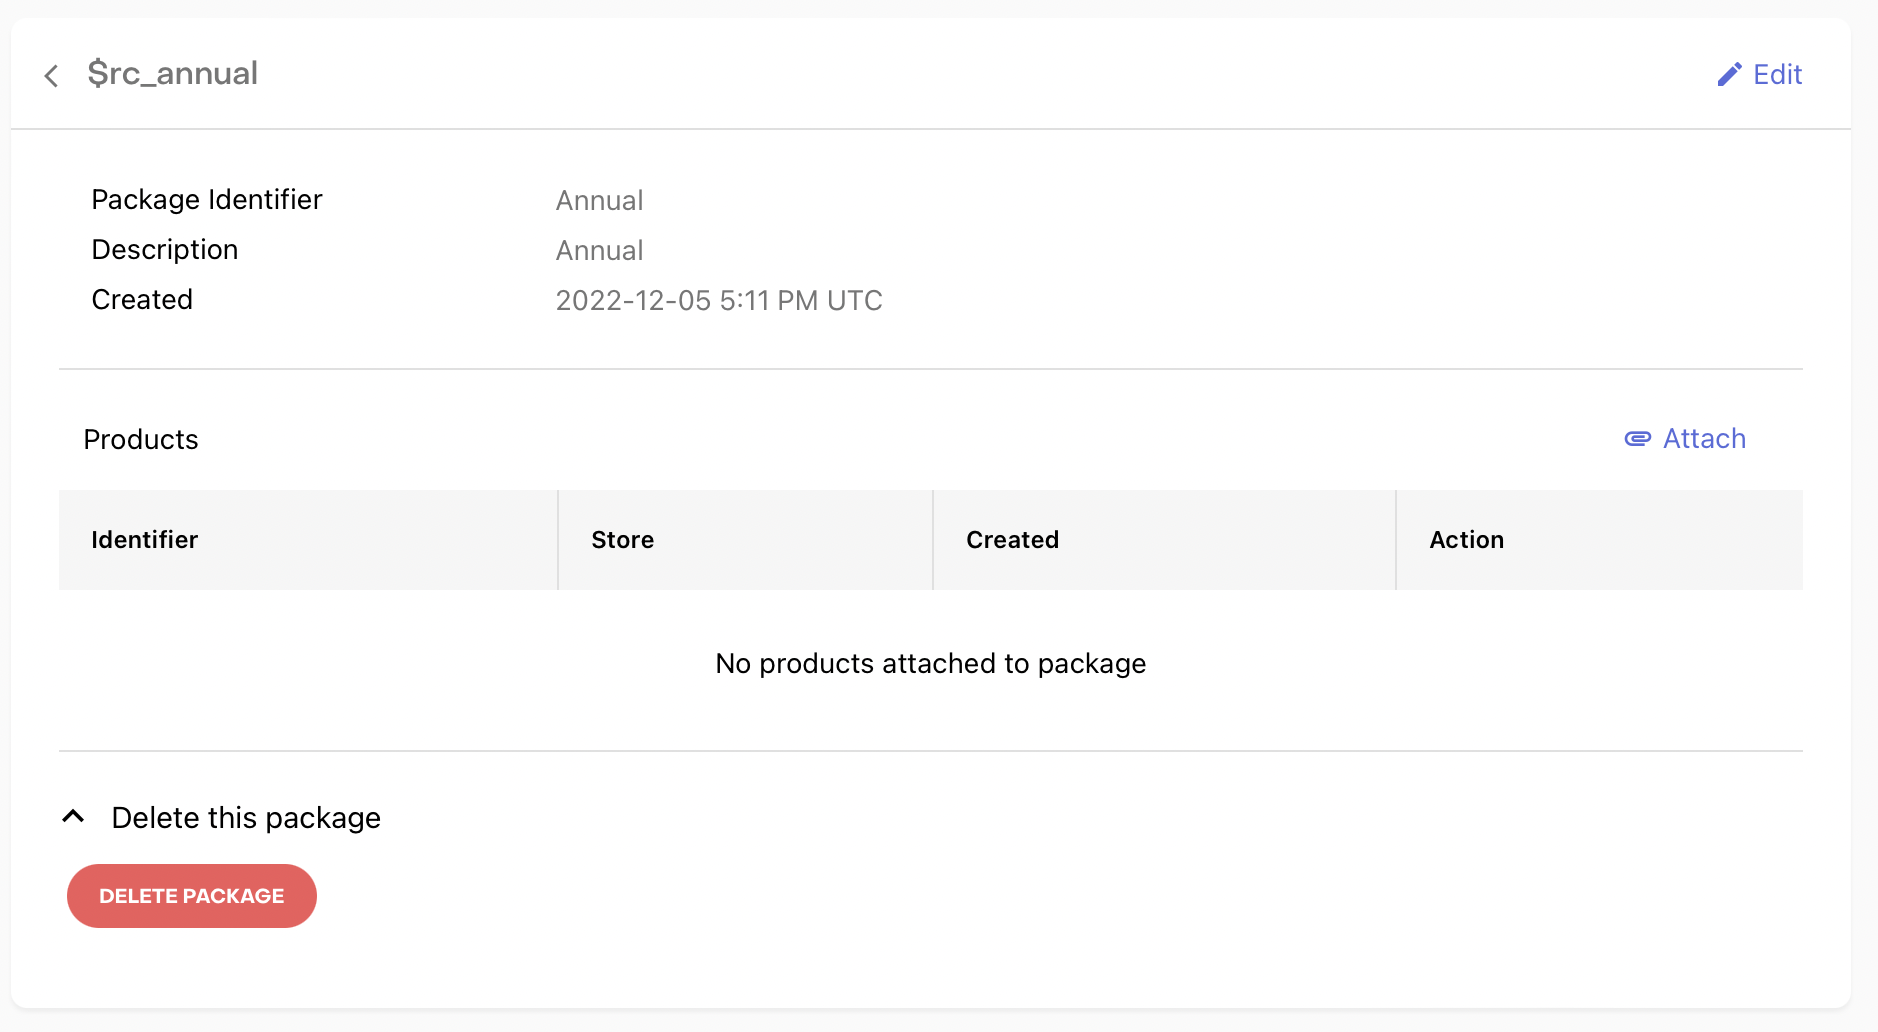 $rc_annual
Edit
Package Identifier Annual
Description Annual
Created 2022-12-05 5:11 PM UTC
Products
Attach
Identifier Store Created Action
No products attached to package
Delete this package
DELETE PACKAGE